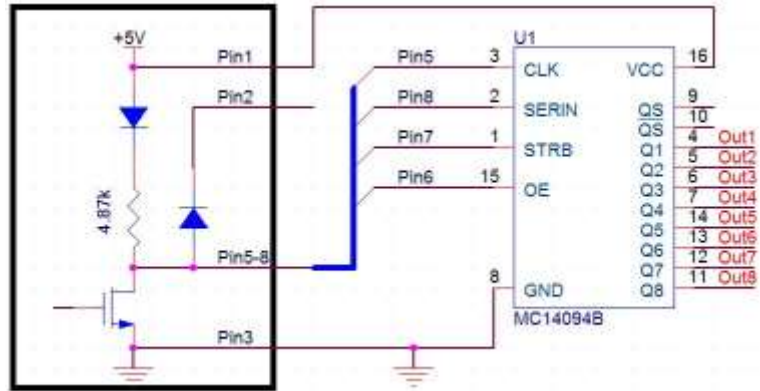 +5V
Pin1
Pin2
4.87k
Pin5-8
Pin3
Pin5
Pin8
Pin7
Pin6
U1
3
CLK
VCC
16
2
SERIN
QS
9
QS
10
1
STRB
Q1
4
Out1
Q2
5
Out2
15
OE
Q3
6
Out3
Q4
7
Out4
Q5
14
Out5
Q6
13
Out6
Q7
12
Out7
8
GND
Q8
11
Out8
MC14094B